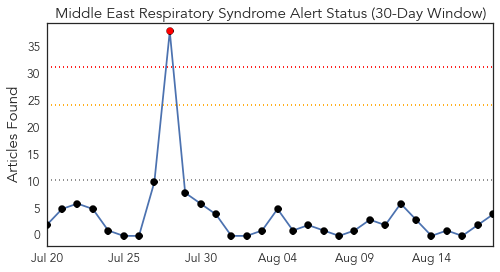 Middle East Respiratory Syndrome Alert Status (30-Day Window)
Articles Found
35
30
25
20
15
10
5
0
Jul 20 Jul 25 Jul 30 Aug 04 Aug 09 Aug 14